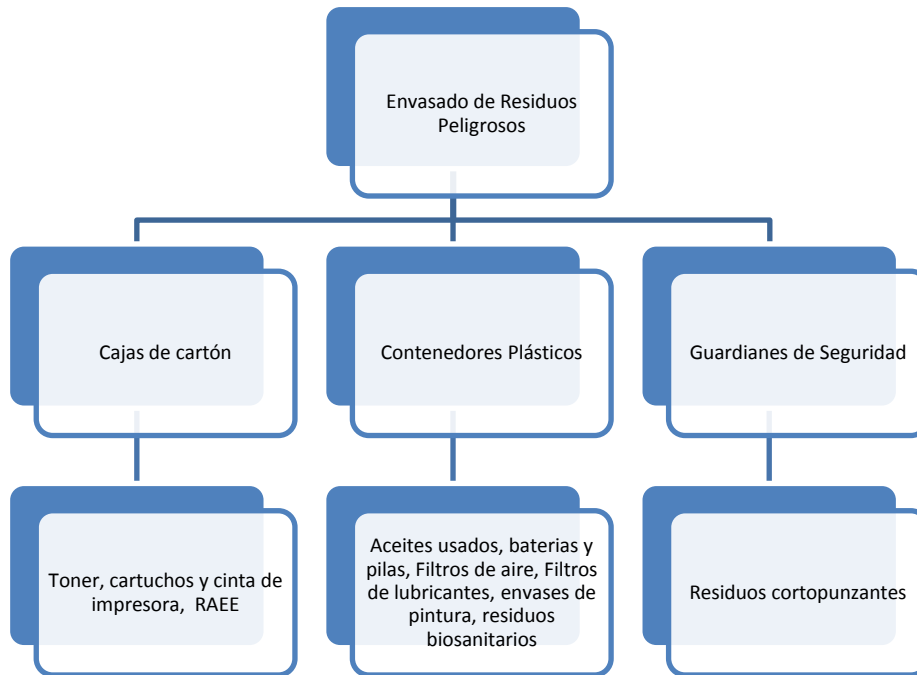 Envasado de Residuos
Peligrosos
Cajas de cartón
Contenedores Plásticos
Guardianes de Seguridad
Toner, cartuchos y cinta de
impresora, RAEE
Aceites usados, baterias y
pilas, Filtros de aire, Filtros
de lubricantes, envases de
pintura, residuos
biosanitarios
Residuos cortopunzantes